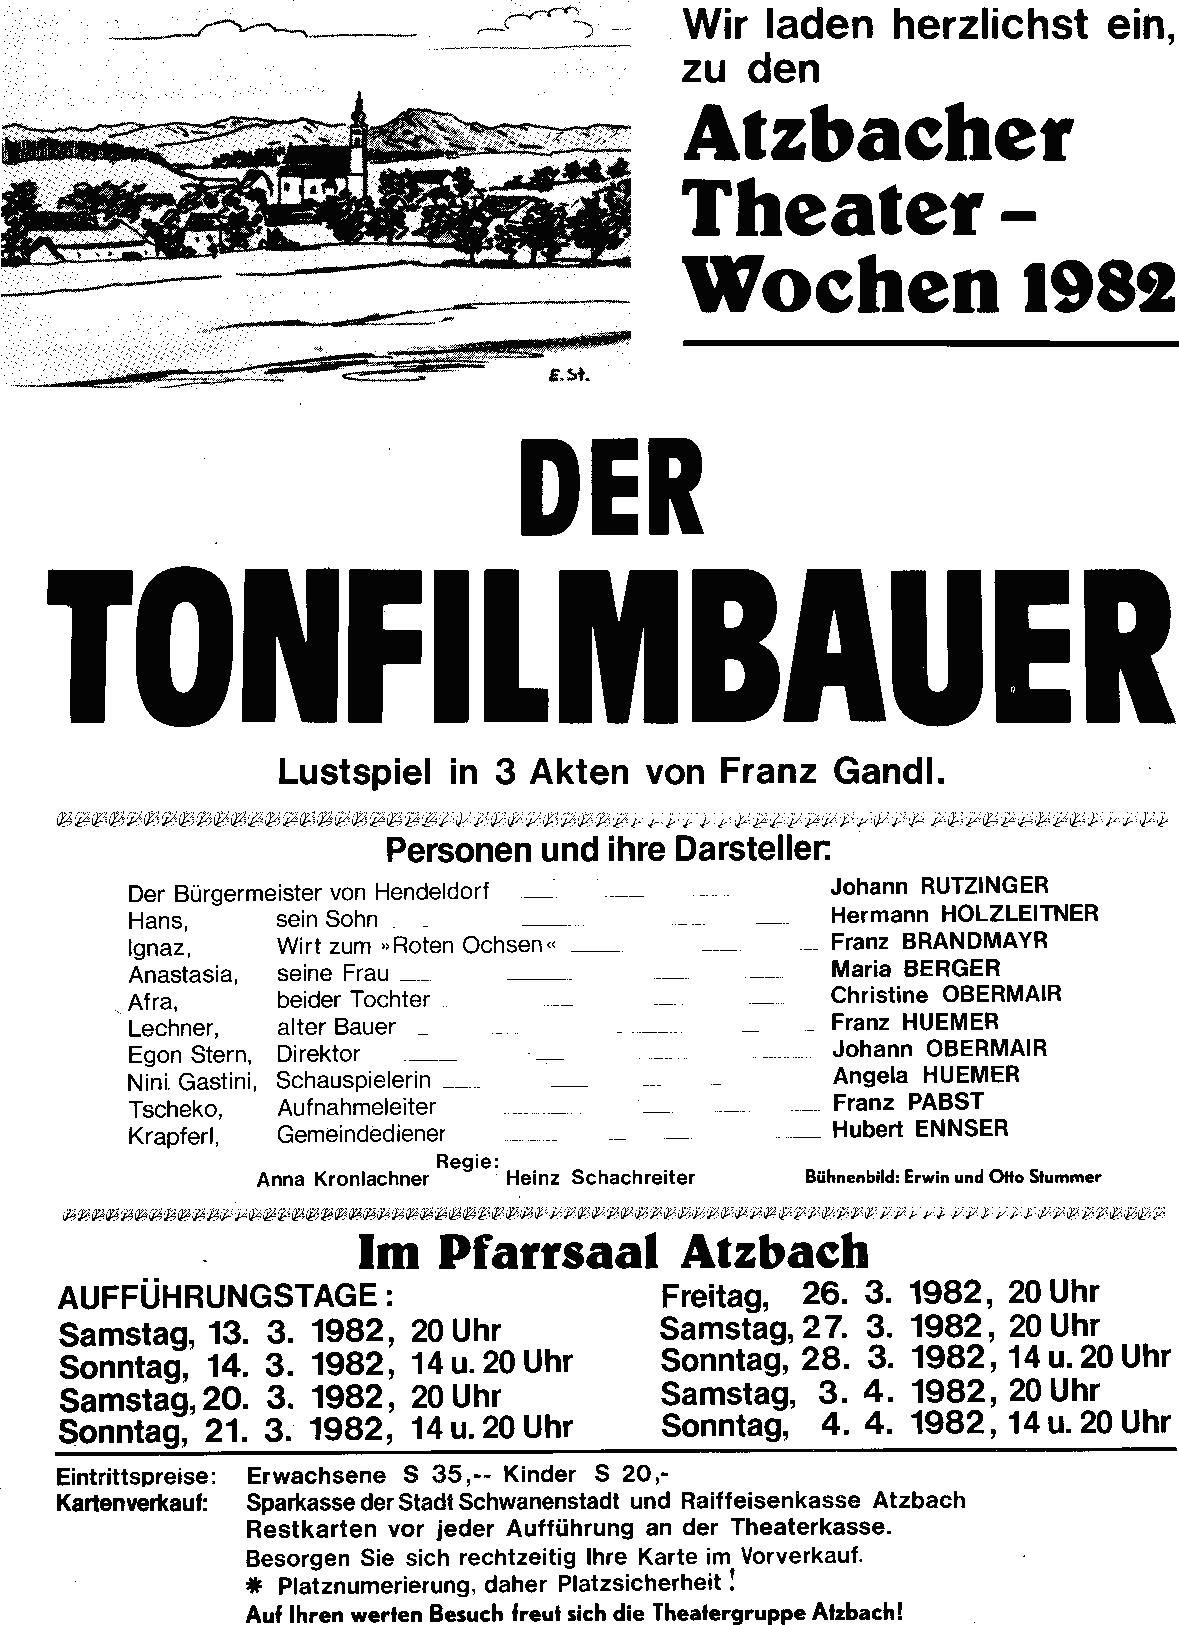 Wir laden herzlichst ein,
zu den
Atzbacher
Theater –
Wochen 1982
E.St.
DER
TONFILMBAUER
Lustspiel in 3 Akten von Franz Gandl.
Personen und ihre Darsteller:
Der Bürgermeister von Hendeldorf Johann RUTZINGER
Hans, sein Sohn Hermann HOLZLEITNER
Ignaz, Wirt zum »Roten Ochsen« Franz BRANDMAYR
Anastasia, seine Frau Maria BERGER
Afra, beider Tochter Christine OBERMAIR
Lechner, alter Bauer Franz HUEMER
Egon Stern, Direktor Johann OBERMAIR
Nini Gastini, Schauspielerin Angela HUEMER
Tscheko, Aufnahmeleiter Franz PABST
Krapferl, Gemeindediener Hubert ENNSER
Regie:
Anna Kronlachner Heinz Schachreiter Bühnenbild: Erwin und Otto Stummer
Im Pfarrsaal Atzbach
AUFFÜHRUNGSTAGE:
Samstag, 13. 3. 1982, 20 Uhr
Sonntag, 14. 3. 1982, 14 u. 20 Uhr
Samstag, 20. 3. 1982, 20 Uhr
Sonntag, 21. 3. 1982, 14 u. 20 Uhr
Freitag, 26. 3. 1982, 20 Uhr
Samstag, 27. 3. 1982, 20 Uhr
Sonntag, 28. 3. 1982, 14 u. 20 Uhr
Samstag, 3. 4. 1982, 20 Uhr
Sonntag, 4. 4. 1982, 14 u. 20 Uhr
Eintrittspreise: Erwachsene S 35,-- Kinder S 20,-
Kartenverkauf: Sparkasse der Stadt Schwanenstadt und Raiffeisenkasse Atzbach
Restkarten vor jeder Aufführung an der Theaterkasse.
Besorgen Sie sich rechtzeitig Ihre Karte im Vorverkauf.
* Platznumerierung, daher Platzsicherheit!
Auf Ihren werten Besuch freut sich die Theatergruppe Atzbach!